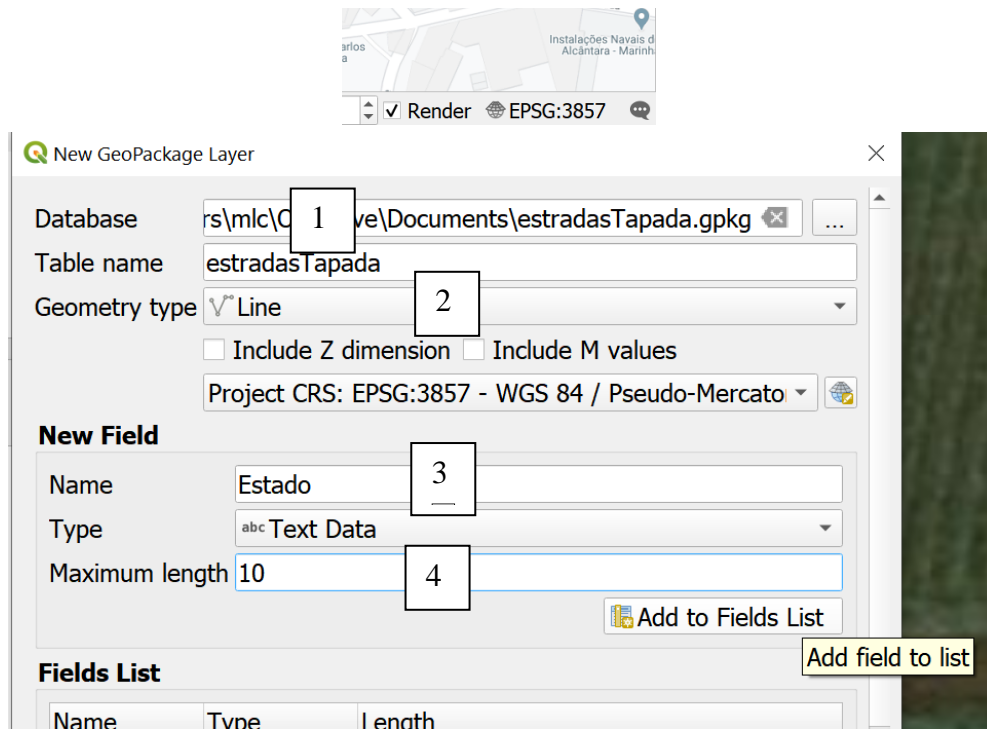 Instalações Navais d
Alcântara - Marinh
arlos
a
Render EPSG:3857
New GeoPackage Layer
Database rs\mlc\O 1 ve\Documents\estradasTapada.gpkg ...
Table name estradasTapada
Geometry type Line 2
Include Z dimension Include M values
Project CRS: EPSG:3857 - WGS 84 / Pseudo-Mercator
New Field
Name Estado 3
Type abc Text Data
Maximum length 10 4
Add to Fields List
Add field to list
Fields List
Name Type Length